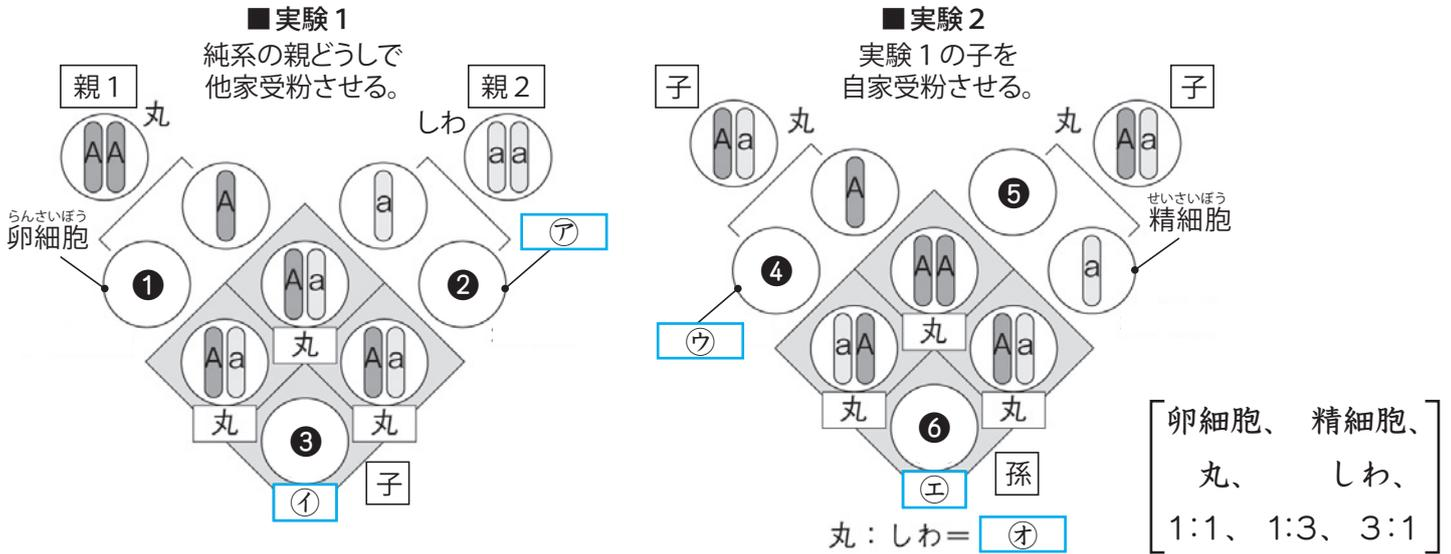 ■実験1
純系の親どうしで
他家受粉させる。
親1
丸
AA
親2
しわ
aa
A
a
らんさいぼう
卵細胞
㋐
❶
❷
Aa
丸
Aa
丸
Aa
丸
❸
子
㋑
■実験2
実験1の子を
自家受粉させる。
子
丸
Aa
子
丸
Aa
A
❺
せいさいぼう
精細胞
❹
a
㋒
AA
丸
aA
丸
Aa
丸
❻
孫
㋓
丸：しわ＝ ㋔
卵細胞、 精細胞、
丸、 しわ、
1:1、 1:3、 3:1